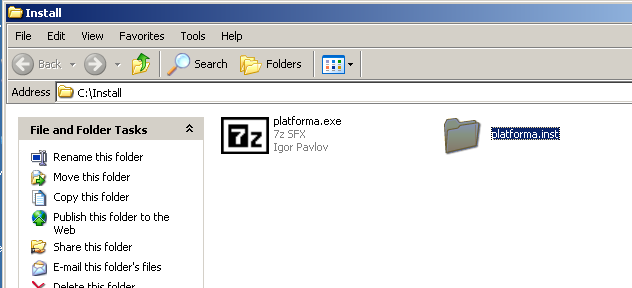 Install
File Edit View Favorites Tools Help
Back Search Folders
Address C:\Install
File and Folder Tasks
Rename this folder
Move this folder
Copy this folder
Publish this folder to the
Web
Share this folder
E-mail this folder's files
Delete this folder
7z
platforma.exe
7z SFX
Igor Pavlov
platforma.inst